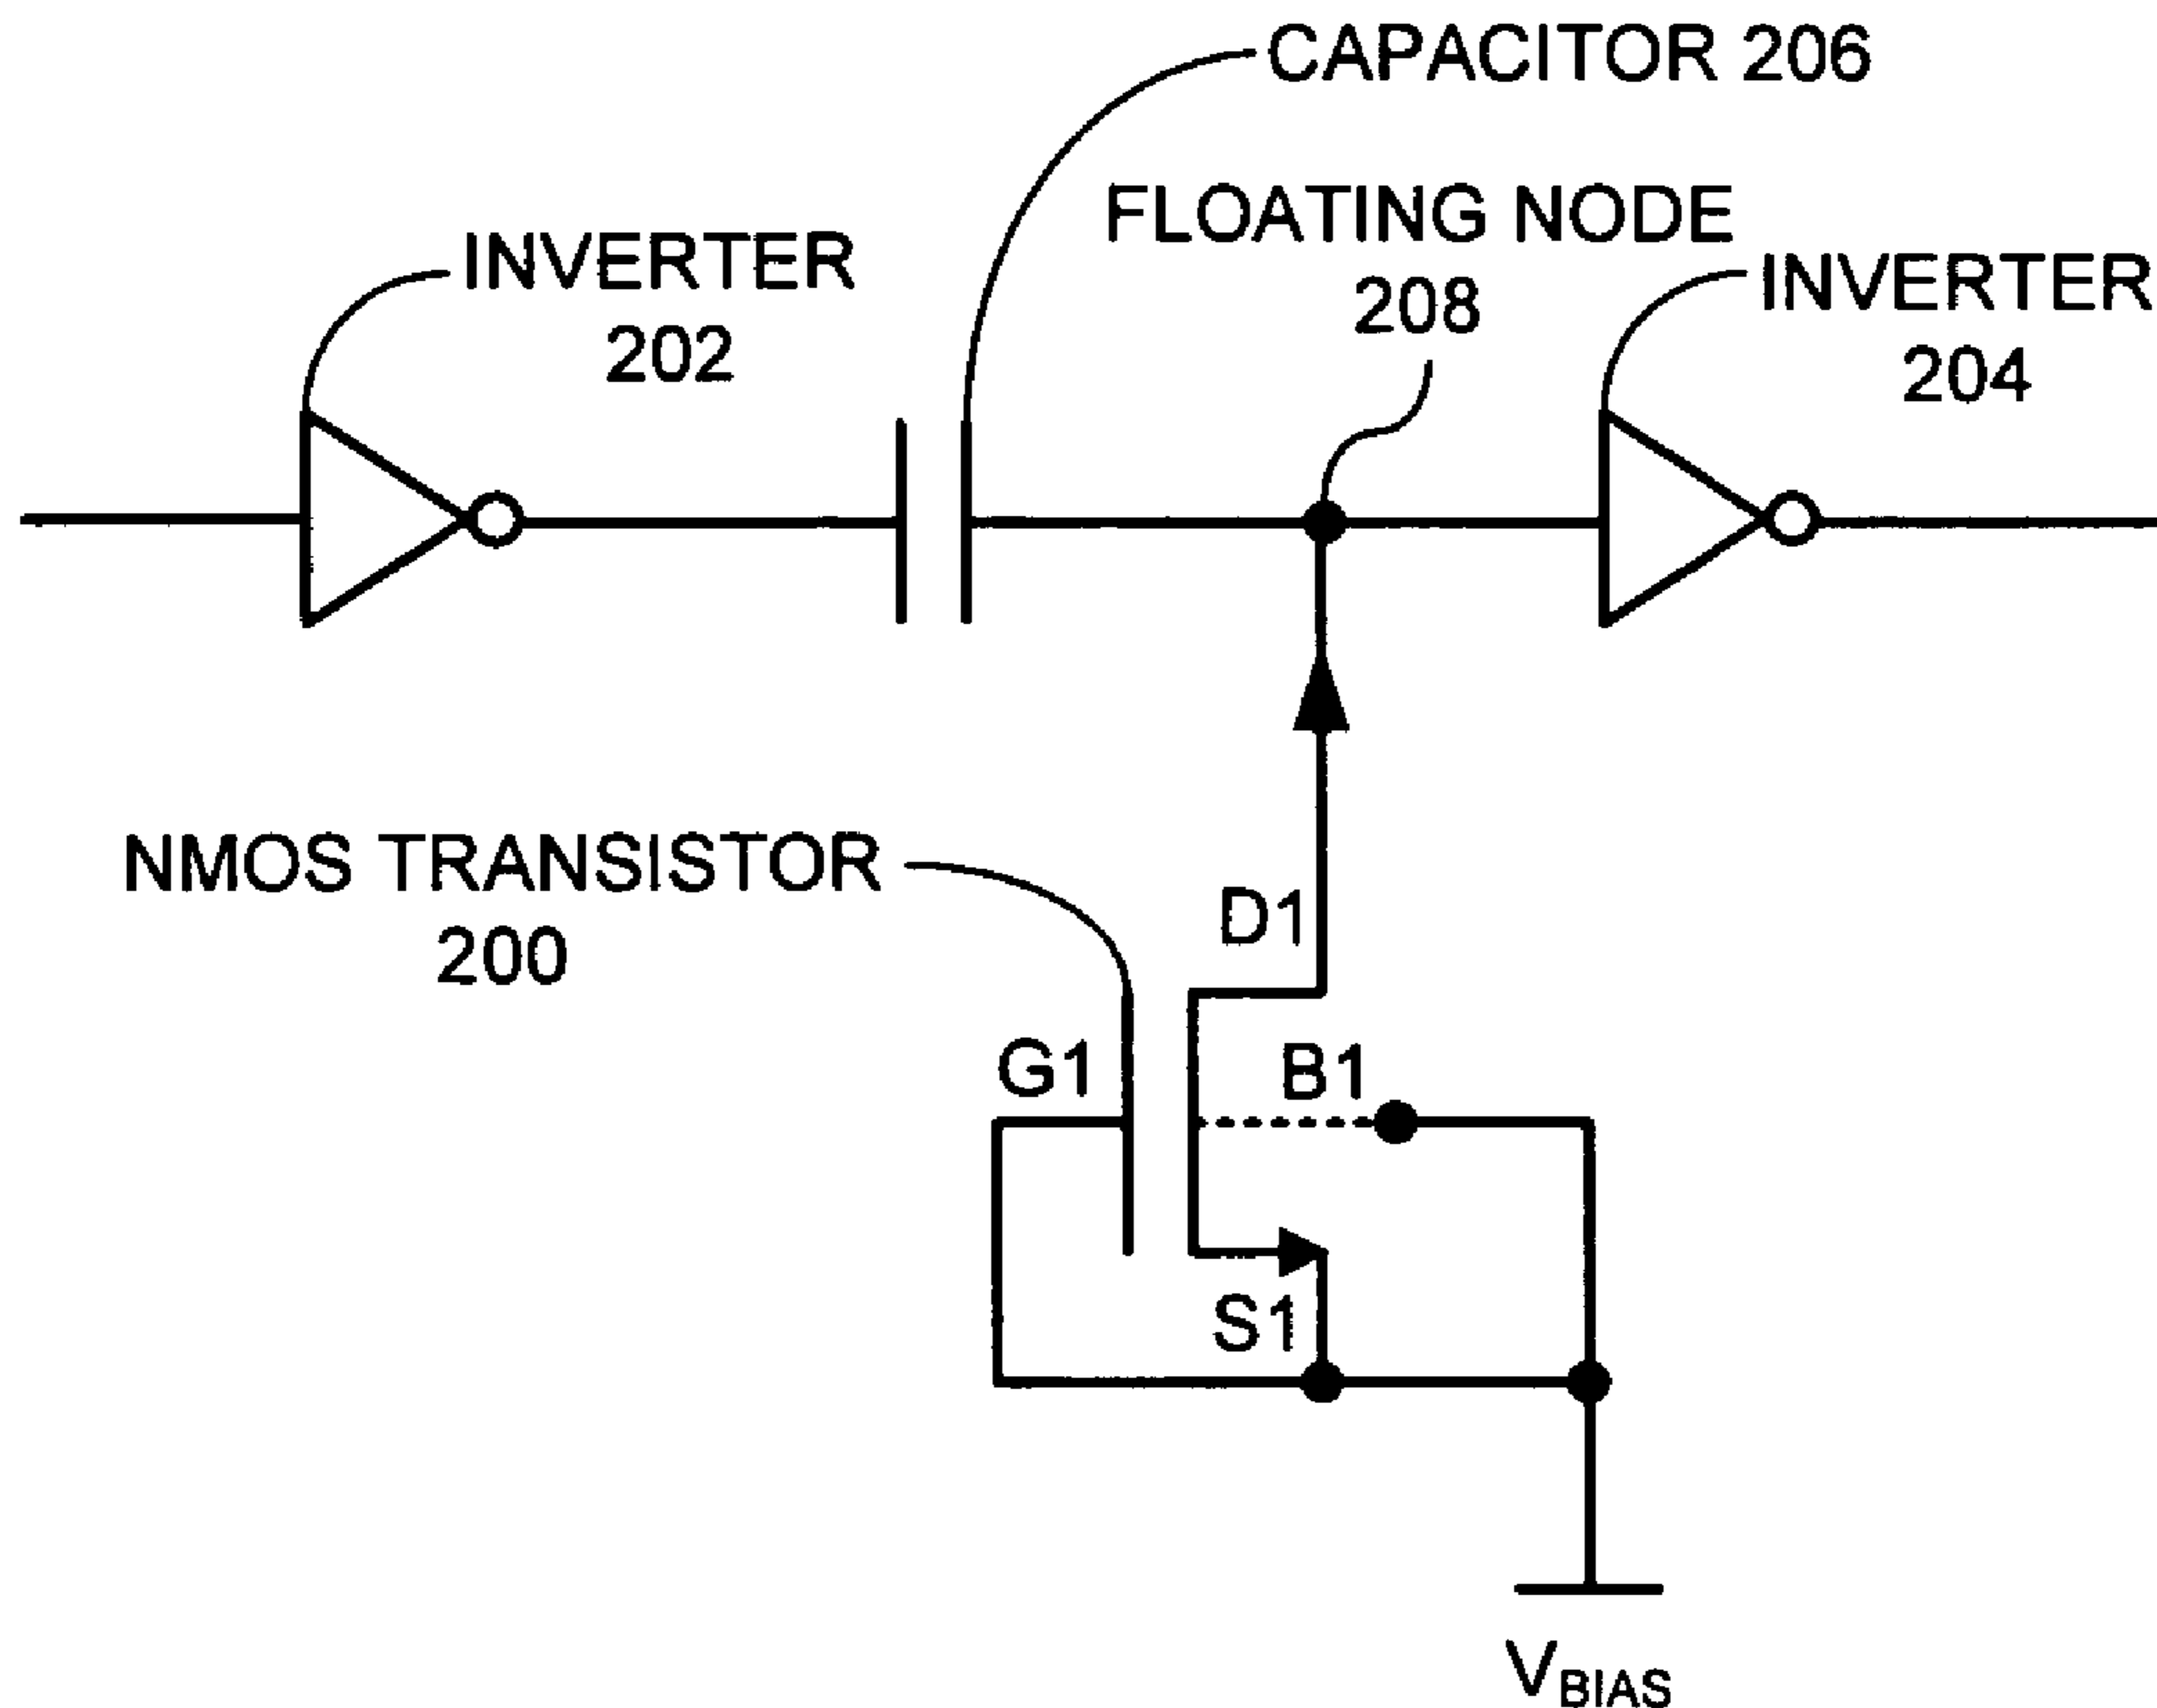 CAPACITOR 206
FLOATING NODE
208
INVERTER
202
INVERTER
204
NMOS TRANSISTOR
200
D1
G1
B1
S1
VBIAS